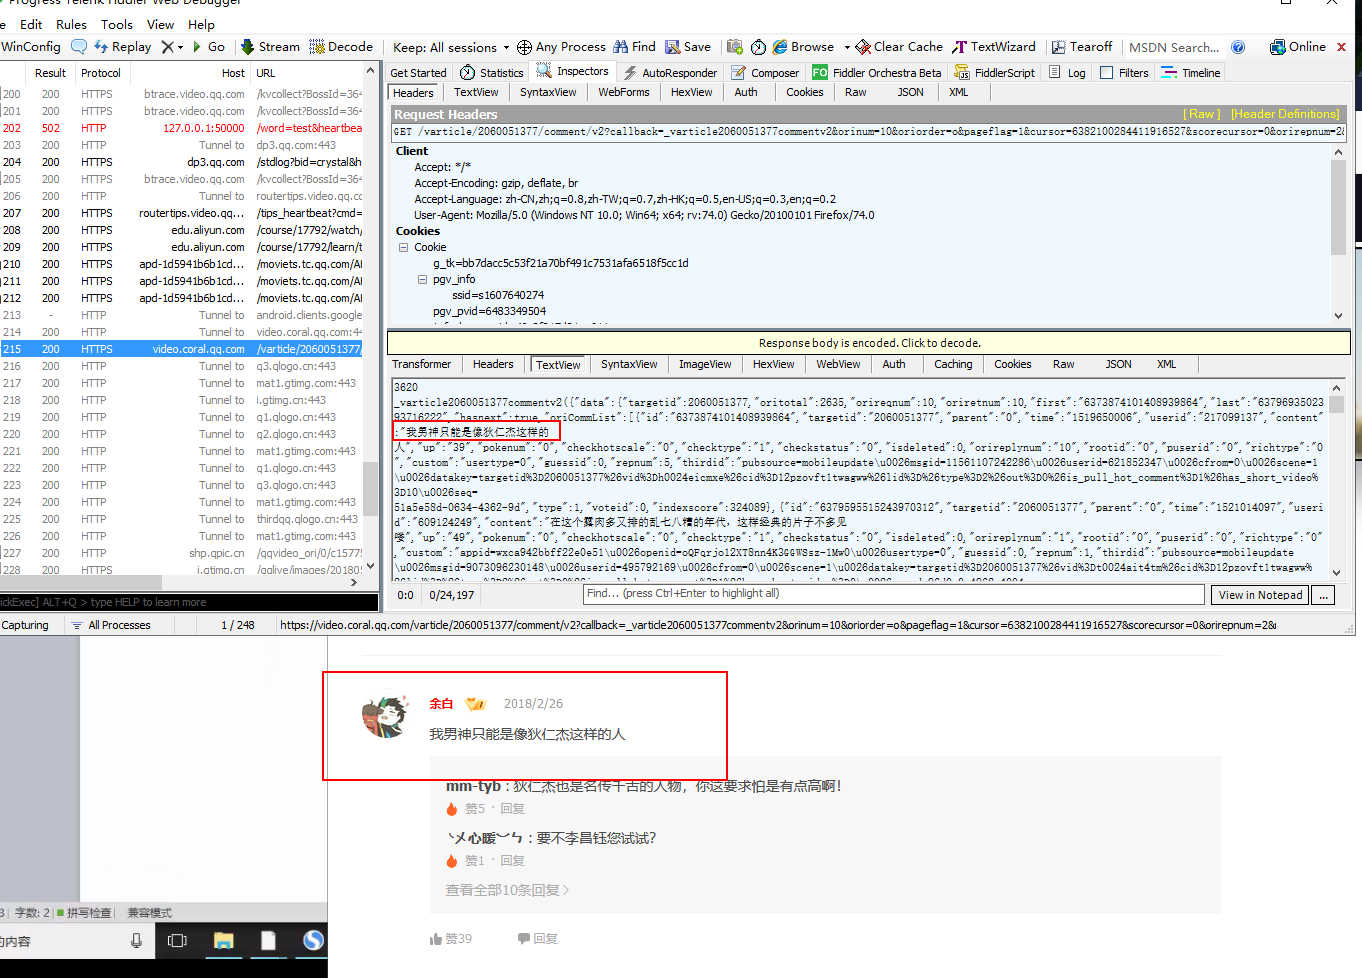 Progress Telerik Fiddler Web Debugger
e Edit Rules Tools View Help
WinConfig Replay X Go Stream Decode Keep: All sessions Any Process Find Save Browse Clear Cache TextWizard Tearoff MSDN Search... Online
Result Protocol Host URL
200 200 HTTPS btrace.video.qq.com /kvcollect?BossId=364
201 200 HTTPS btrace.video.qq.com /kvcollect?BossId=364
202 502 HTTP 127.0.0.1:50000 /word=test&heartbea
203 200 HTTP Tunnel to dp3.qq.com:443
204 200 HTTPS dp3.qq.com /stdlog?bid=crystal&h
205 200 HTTPS btrace.video.qq.com /kvcollect?BossId=364
206 200 HTTP Tunnel to routertips.video.qq.cc
207 200 HTTPS routertips.video.qq... /tips_heartbeat?cmd=
208 200 HTTPS edu.aliyun.com /course/17792/watch/
209 200 HTTPS edu.aliyun.com /course/17792/learn/t
210 200 HTTPS apd-1d5941b6b1cd... /moviets.tc.qq.com/Al
211 200 HTTPS apd-1d5941b6b1cd... /moviets.tc.qq.com/Al
212 200 HTTPS apd-1d5941b6b1cd... /moviets.tc.qq.com/Al
213 - HTTP Tunnel to android.clients.google
214 200 HTTP Tunnel to video.coral.qq.com:44
215 200 HTTPS video.coral.qq.com /varticle/2060051377/
216 200 HTTP Tunnel to q3.qlogo.cn:443
217 200 HTTP Tunnel to mat1.gtimg.com:443
218 200 HTTP Tunnel to i.gtimg.cn:443
219 200 HTTP Tunnel to q1.qlogo.cn:443
220 200 HTTP Tunnel to q2.qlogo.cn:443
221 200 HTTP Tunnel to mat1.gtimg.com:443
222 200 HTTP Tunnel to q1.qlogo.cn:443
223 200 HTTP Tunnel to q3.qlogo.cn:443
224 200 HTTP Tunnel to mat1.gtimg.com:443
225 200 HTTP Tunnel to thirdqq.qlogo.cn:443
226 200 HTTP Tunnel to mat1.gtimg.com:443
227 200 HTTP shp.qpic.cn /qqvideo_ori/0/c15775
228 200 HTTP i.gtimg.cn /qqlive/images/201805
ickExec] ALT+Q > type HELP to learn more
Get Started Statistics Inspectors AutoResponder Composer FO Fiddler Orchestra Beta FiddlerScript Log Filters Timeline
Headers TextView SyntaxView WebForms HexView Auth Cookies Raw JSON XML
Request Headers [ Raw ] [Header Definitions]
GET /varticle/2060051377/comment/v2?callback=_varticle2060051377commentv2&orinum=10&oriorder=o&pageflag=1&cursor=6382100284411916527&scorecursor=0&orirepnum=2&
Client
Accept: */*
Accept-Encoding: gzip, deflate, br
Accept-Language: zh-CN,zh;q=0.8,zh-TW;q=0.7,zh-HK;q=0.5,en-US;q=0.3,en;q=0.2
User-Agent: Mozilla/5.0 (Windows NT 10.0; Win64; x64; rv:74.0) Gecko/20100101 Firefox/74.0
Cookies
Cookie
g_tk=bb7dacc5c53f21a70bf491c7531afa6518f5cc1d
pgv_info
ssid=s1607640274
pgv_pvid=6483349504
Response body is encoded. Click to decode.
Transformer Headers TextView SyntaxView ImageView HexView WebView Auth Caching Cookies Raw JSON XML
3620
_varticle2060051377commentv2({"data":{"targetid":2060051377,"oritotal":2635,"orireqnum":10,"oriretnum":10,"first":"6373874101408939864","last":"63796935023
93716222","hasnext":true,"oriCommList":[{"id":"6373874101408939864","targetid":"2060051377","parent":"0","time":"1519650006","userid":"217099137","content"
:"我男神只能是像狄仁杰这样的
人","up":"39","pokenum":"0","checkhotscale":"0","checktype":"1","checkstatus":"0","isdeleted":0,"orireplynum":"10","rootid":"0","puserid":"0","richtype":"0"
,"custom":"usertype=0","guessid":0,"repnum":5,"thirdid":"pubsource=mobileupdate\u0026msgid=11561107242286\u0026userid=621852347\u0026cfrom=0\u0026scene=1
\u0026datakey=targetid%3D2060051377%26vid%3Dh0024eicmxe%26cid%3D12pzovft1twagww%26lid%3D%26type%3D2%26out%3D0%26is_pull_hot_comment%3D1%26has_short_video%
3D10\u0026seq=
51a5e58d-0634-4362-9d","type":1,"voteid":0,"indexscore":324089},{"id":"6379595515243970312","targetid":"2060051377","parent":"0","time":"1521014097","useri
d":"609124249","content":"在这个露肉多又排的乱七八糟的年代，这样经典的片子不多见
喽","up":"49","pokenum":"0","checkhotscale":"0","checktype":"1","checkstatus":"0","isdeleted":0,"orireplynum":"1","rootid":"0","puserid":"0","richtype":"0"
,"custom":"appid=wxca942bbff22e0e51\u0026openid=oQFqrjol2XT8nn4K3GGWSsz-1Mw0\u0026usertype=0","guessid":0,"repnum":1,"thirdid":"pubsource=mobileupdate
\u0026msgid=9073096230148\u0026userid=495792169\u0026cfrom=0\u0026scene=1\u0026datakey=targetid%3D2060051377%26vid%3Dt0024ait4tm%26cid%3D12pzovft1twagww%
0:0 0/24,197 Find... (press Ctrl+Enter to highlight all) View in Notepad ...
Capturing All Processes 1 / 248 https://video.coral.qq.com/varticle/2060051377/comment/v2?callback=_varticle2060051377commentv2&orinum=10&oriorder=o&pageflag=1&cursor=6382100284411916527&scorecursor=0&orirepnum=2&
余白 2018/2/26
我男神只能是像狄仁杰这样的人
mm-tyb : 狄仁杰也是名传千古的人物，你这要求怕是有点高啊！
赞5 · 回复
乀メ心暖︶ㄣ : 要不李昌钰您试试？
赞1 · 回复
查看全部10条回复
赞39 回复
3 字数: 2 拼写检查 兼容模式
的内容